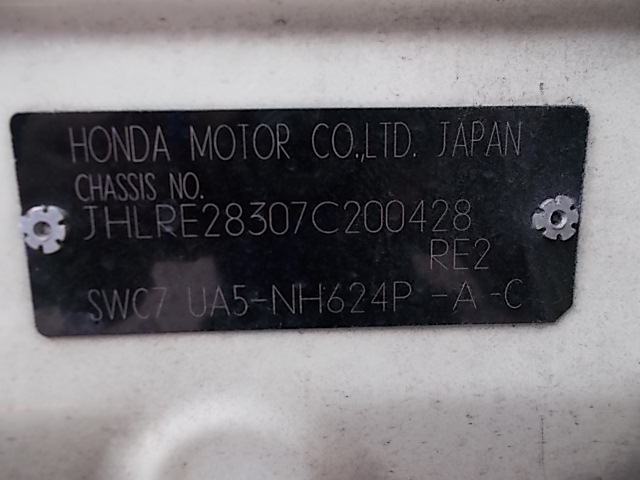 HONDA MOTOR CO.,LTD. JAPAN
CHASSIS NO.
JHLRE28307C200428
RE2
SWC7 UA5-NH624P -A-C